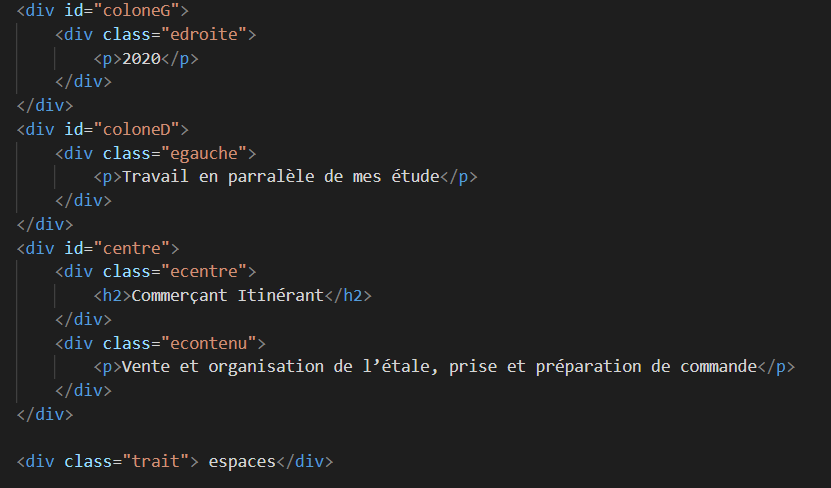 <div id="coloneG">
<div class="edroite">
<p>2020</p>
</div>
</div>
<div id="coloneD">
<div class="egauche">
<p>Travail en parralèle de mes étude</p>
</div>
</div>
<div id="centre">
<div class="ecentre">
<h2>Commerçant Itinérant</h2>
</div>
<div class="econtenu">
<p>Vente et organisation de l’étale, prise et préparation de commande</p>
</div>
</div>
<div class="trait"> espaces</div>